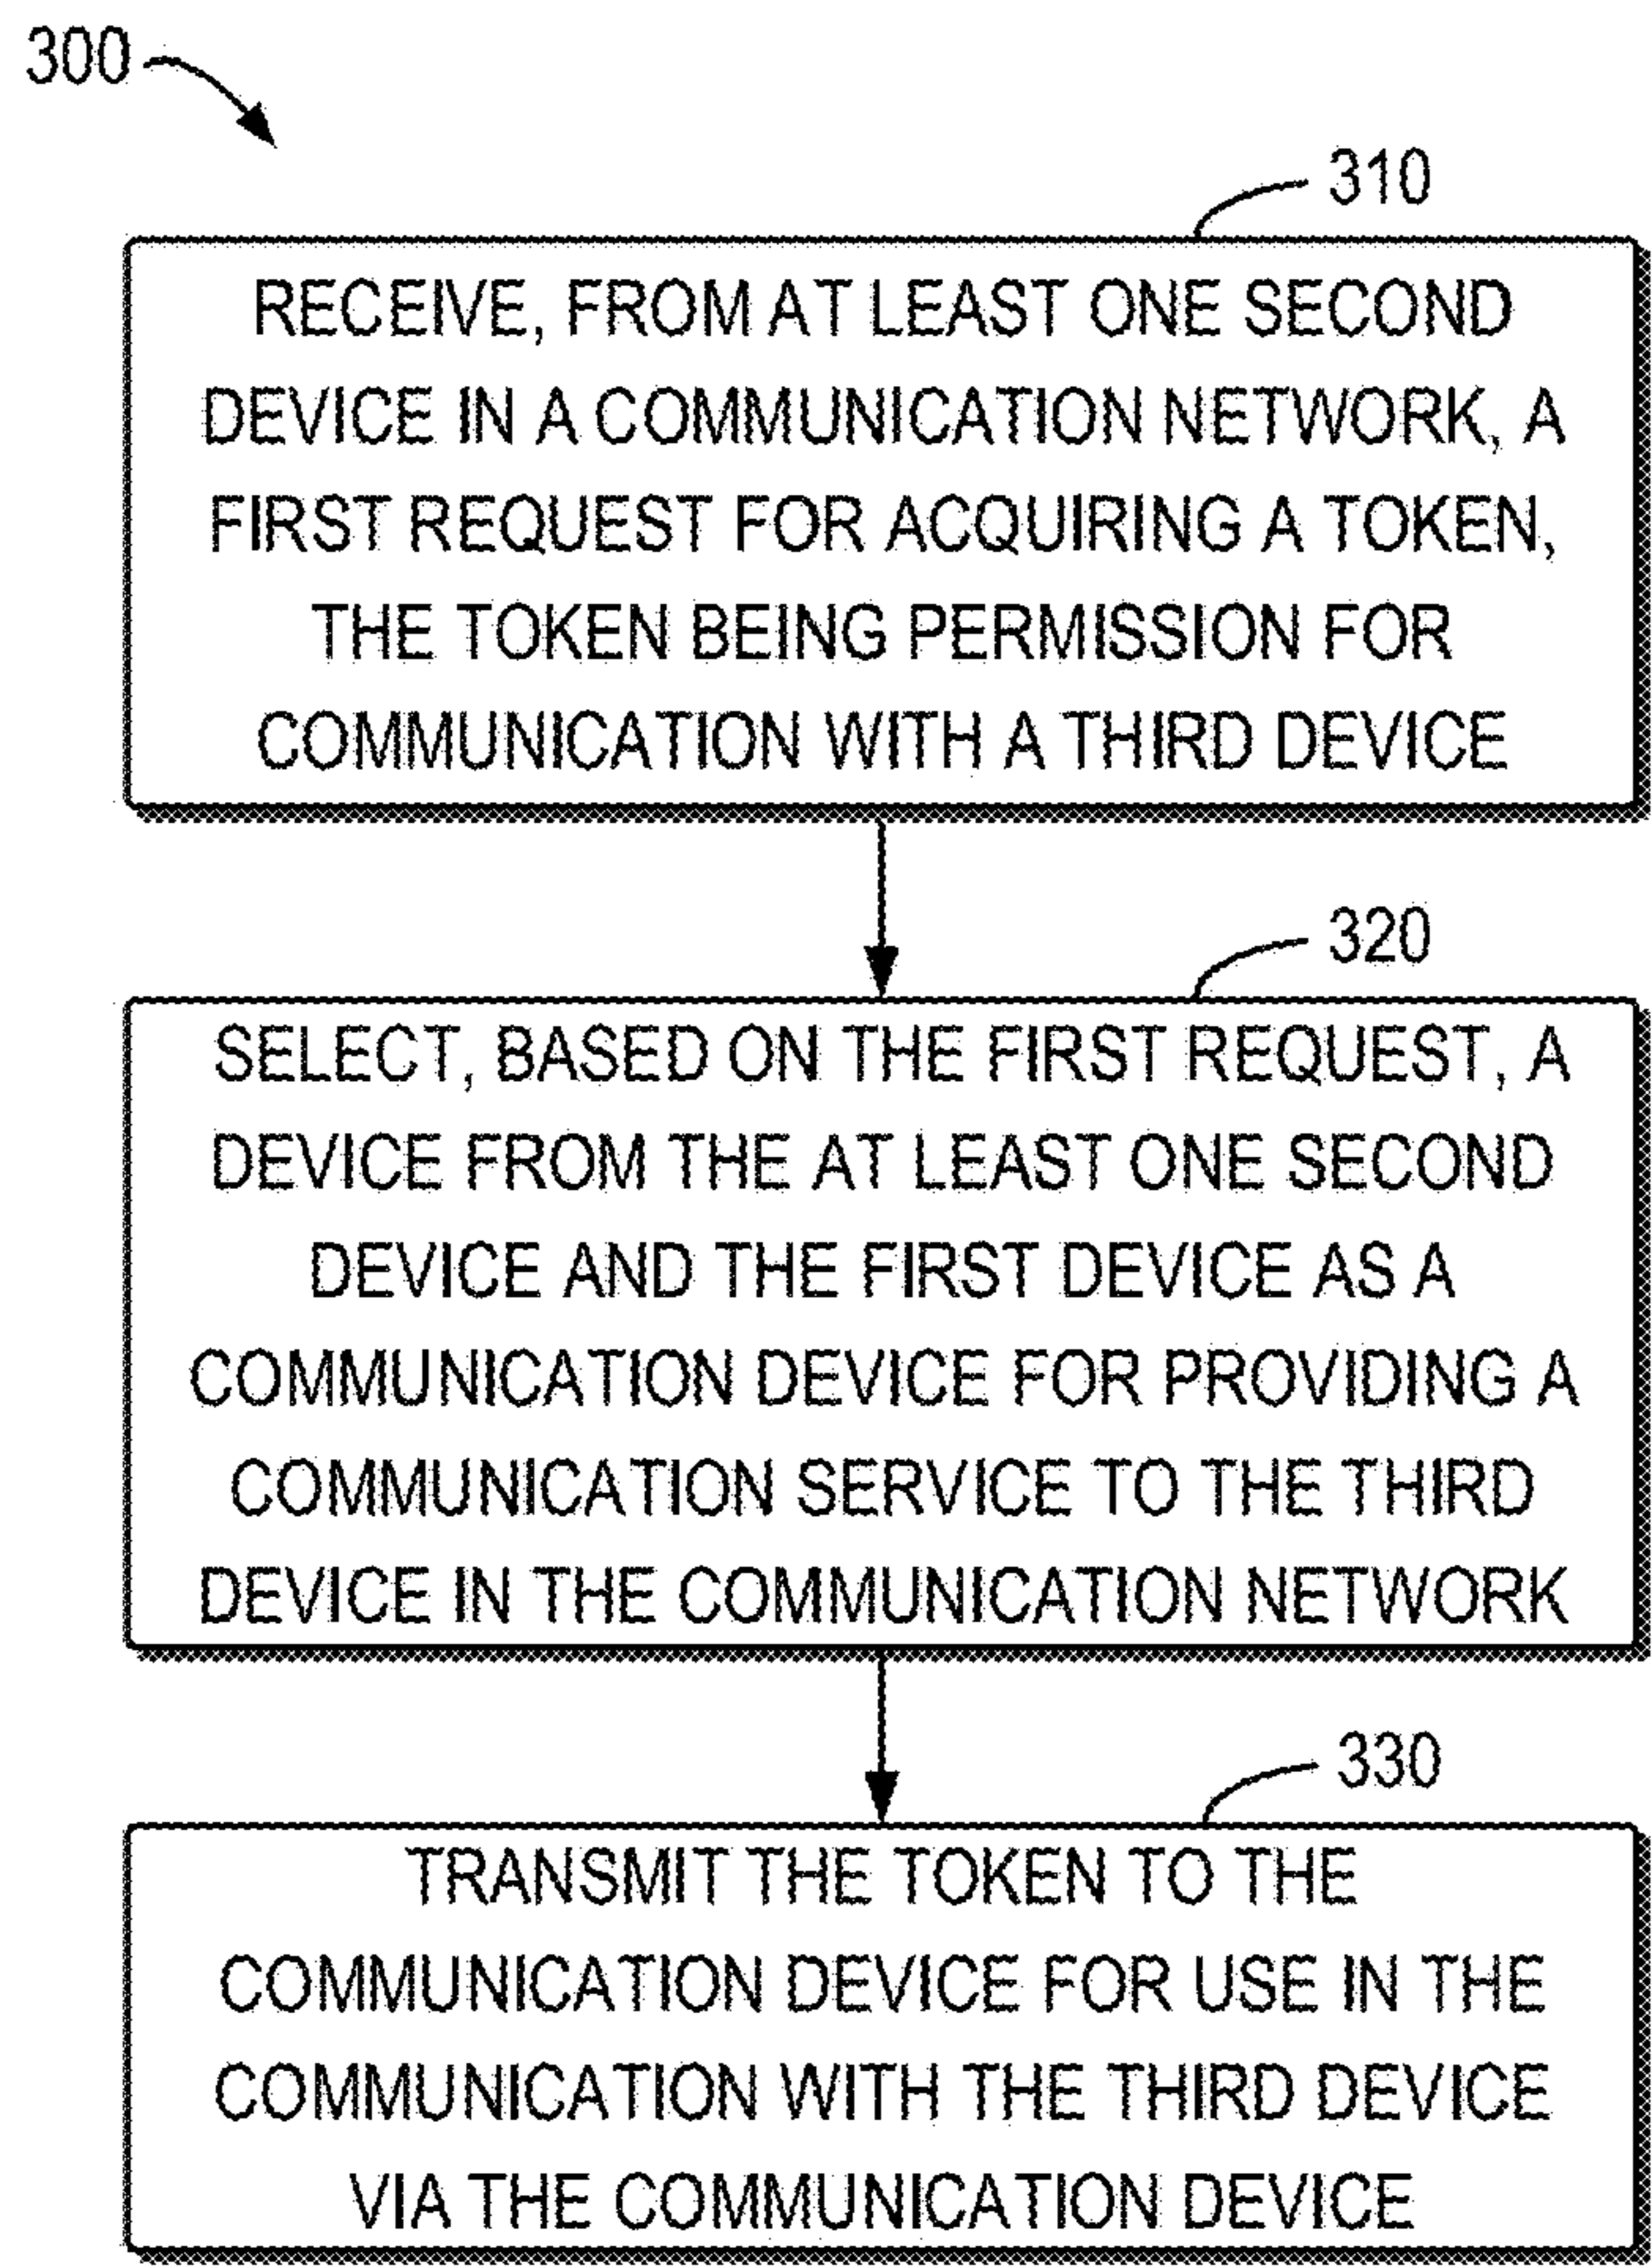 300
310
RECEIVE, FROM AT LEAST ONE SECOND
DEVICE IN A COMMUNICATION NETWORK, A
FIRST REQUEST FOR ACQUIRING A TOKEN,
THE TOKEN BEING PERMISSION FOR
COMMUNICATION WITH A THIRD DEVICE
320
SELECT, BASED ON THE FIRST REQUEST, A
DEVICE FROM THE AT LEAST ONE SECOND
DEVICE AND THE FIRST DEVICE AS A
COMMUNICATION DEVICE FOR PROVIDING A
COMMUNICATION SERVICE TO THE THIRD
DEVICE IN THE COMMUNICATION NETWORK
330
TRANSMIT THE TOKEN TO THE
COMMUNICATION DEVICE FOR USE IN THE
COMMUNICATION WITH THE THIRD DEVICE
VIA THE COMMUNICATION DEVICE